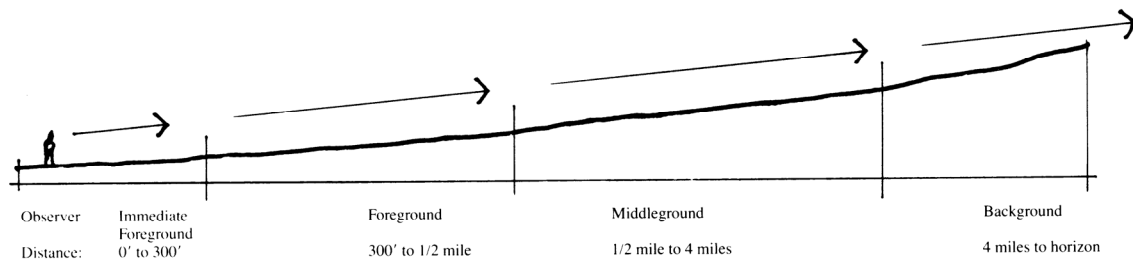 Observer Immediate Foreground Middleground Background
Foreground
Distance: 0' to 300' 300' to 1/2 mile 1/2 mile to 4 miles 4 miles to horizon